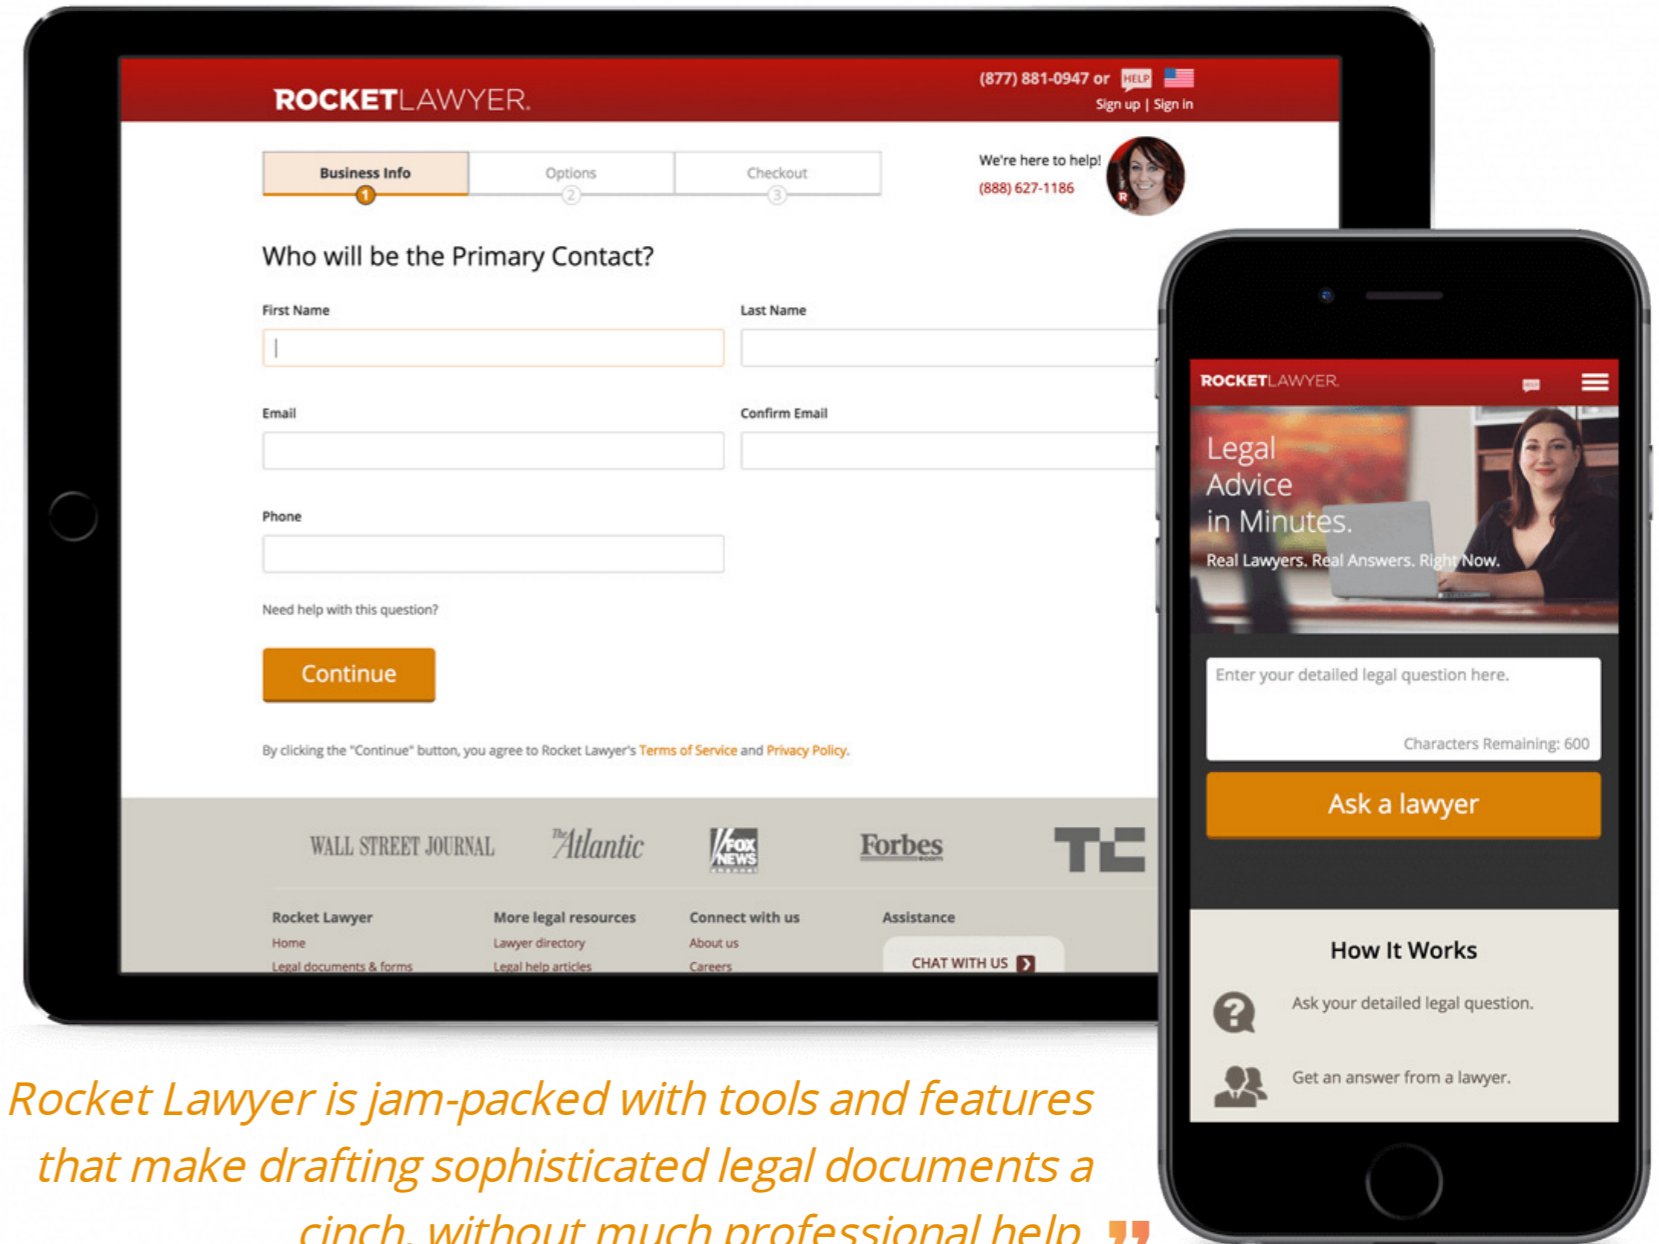 ROCKETLAWYER.
(877) 881-0947 or HELP
Sign up | Sign in
Business Info
1
Options
2
Checkout
3
We're here to help!
(888) 627-1186
R
Who will be the Primary Contact?
First Name
Last Name
Email
Confirm Email
Phone
Need help with this question?
Continue
By clicking the "Continue" button, you agree to Rocket Lawyer's Terms of Service and Privacy Policy.
WALL STREET JOURNAL
The Atlantic
FOX
NEWS
channel
Forbes
.com
TC
Rocket Lawyer
Home
Legal documents & forms
More legal resources
Lawyer directory
Legal help articles
Connect with us
About us
Careers
Assistance
CHAT WITH US
ROCKETLAWYER.
HELP
Legal
Advice
in Minutes.
Real Lawyers. Real Answers. Right Now.
Enter your detailed legal question here.
Characters Remaining: 600
Ask a lawyer
How It Works
Ask your detailed legal question.
Get an answer from a lawyer.
Rocket Lawyer is jam-packed with tools and features
that make drafting sophisticated legal documents a
cinch, without much professional help ”